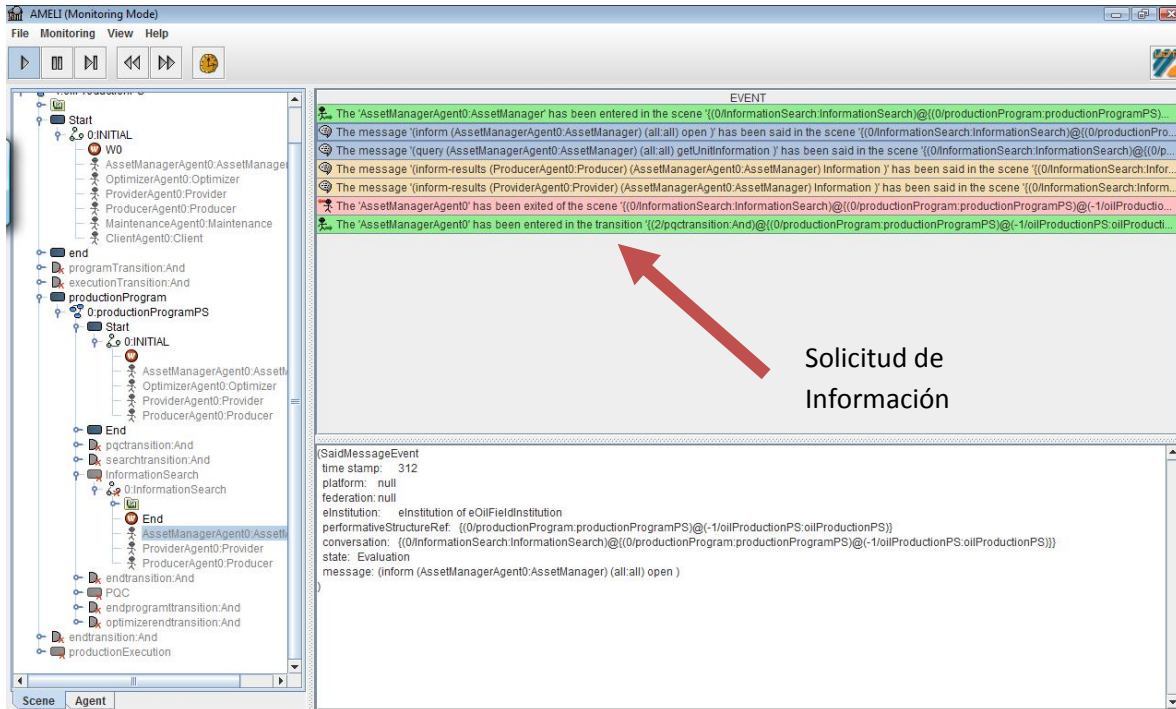 AMELI (Monitoring Mode)
File Monitoring View Help
Start
0:INITIAL
W0
AssetManagerAgent0:AssetManager
OptimizerAgent0:Optimizer
ProviderAgent0:Provider
ProducerAgent0:Producer
MaintenanceAgent0:Maintenance
ClientAgent0:Client
end
programTransition:And
executionTransition:And
productionProgram
0:productionProgramPS
Start
0:INITIAL
W
AssetManagerAgent0:AssetM
OptimizerAgent0:Optimizer
ProviderAgent0:Provider
ProducerAgent0:Producer
End
pqctransition:And
searchtransition:And
InformationSearch
0:InformationSearch
End
AssetManagerAgent0:AssetM
ProviderAgent0:Provider
ProducerAgent0:Producer
endtransition:And
PQC
endprogramttransition:And
optimizerendtransition:And
endtransition:And
productionExecution
Scene Agent
EVENT
The 'AssetManagerAgent0:AssetManager' has been entered in the scene '{(0/InformationSearch:InformationSearch)@{(0/productionProgram:productionProgramPS)...
The message '(inform (AssetManagerAgent0:AssetManager) (all:all) open )' has been said in the scene '{(0/InformationSearch:InformationSearch)@{(0/productionPro...
The message '(query (AssetManagerAgent0:AssetManager) (all:all) getUnitInformation )' has been said in the scene '{(0/InformationSearch:InformationSearch)@{(0/p...
The message '(inform-results (ProducerAgent0:Producer) (AssetManagerAgent0:AssetManager) Information )' has been said in the scene '{(0/InformationSearch:Infor...
The message '(inform-results (ProviderAgent0:Provider) (AssetManagerAgent0:AssetManager) Information )' has been said in the scene '{(0/InformationSearch:Inform...
The 'AssetManagerAgent0' has been exited of the scene '{(0/InformationSearch:InformationSearch)@{(0/productionProgram:productionProgramPS)@(-1/oilProductio...
The 'AssetManagerAgent0' has been entered in the transition '{(2/pqctransition:And)@{(0/productionProgram:productionProgramPS)@(-1/oilProductionPS:oilProducti...
Solicitud de
Información
(SaidMessageEvent
time stamp: 312
platform: null
federation: null
eInstitution: eInstitution of eOilFieldInstitution
performativeStructureRef: {(0/productionProgram:productionProgramPS)@(-1/oilProductionPS:oilProductionPS)}
conversation: {(0/InformationSearch:InformationSearch)@{(0/productionProgram:productionProgramPS)@(-1/oilProductionPS:oilProductionPS)}}
state: Evaluation
message: (inform (AssetManagerAgent0:AssetManager) (all:all) open )
)